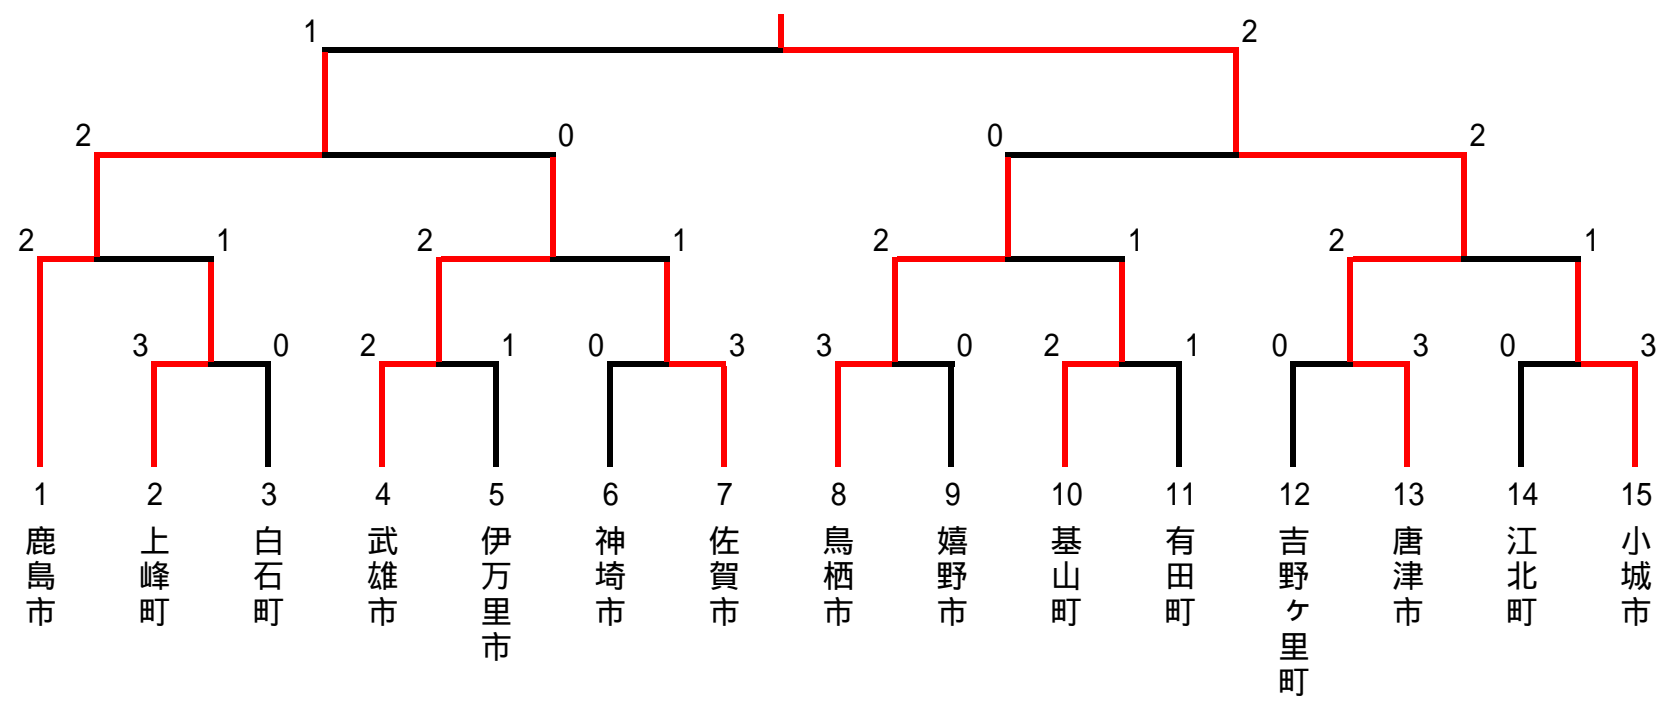 1 2
2 0 0 2
2 1 2 1 2 1 2 1
3 0 2 1 0 3 3 0 2 1 0 3 0 3
1 2 3 4 5 6 7 8 9 10 11 12 13 14 15
鹿島市
上峰町
白石町
武雄市
伊万里市
神埼市
佐賀市
鳥栖市
嬉野市
基山町
有田町
吉野ヶ里町
唐津市
江北町
小城市